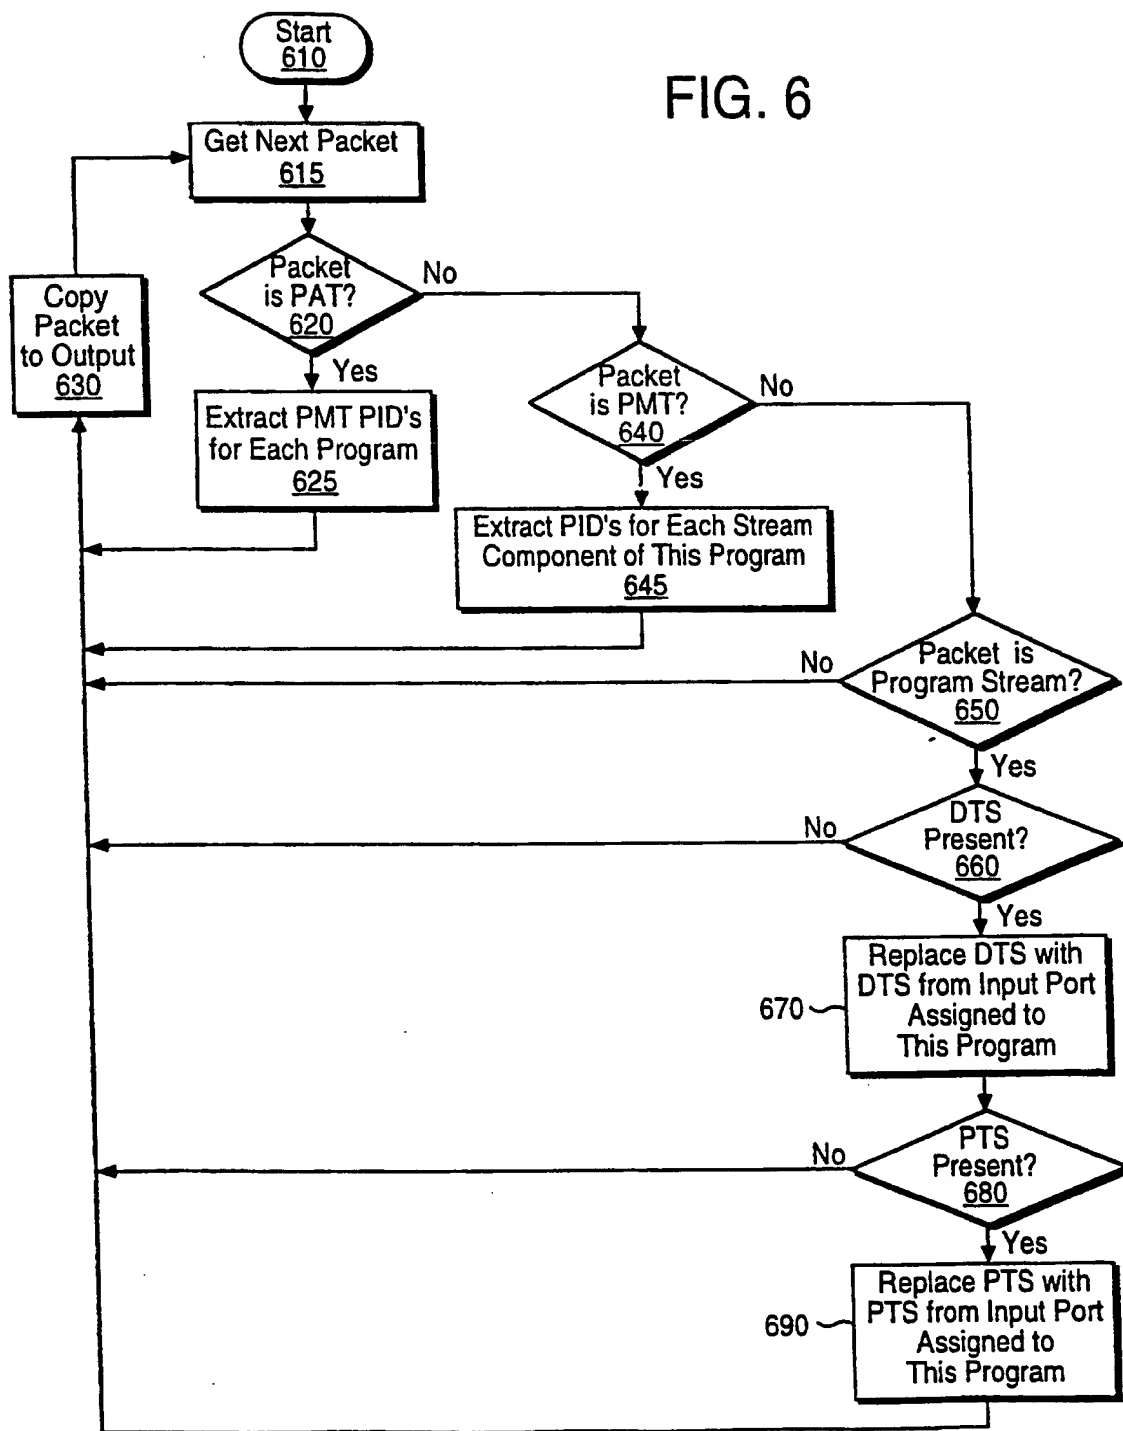 Start
610
FIG. 6
Get Next Packet
615
Packet
is PAT?
620
No
Yes
Copy
Packet
to Output
630
Extract PMT PID's
for Each Program
625
Packet
is PMT?
640
No
Yes
Extract PID's for Each Stream
Component of This Program
645
Packet is
Program Stream?
650
No
Yes
DTS
Present?
660
No
Yes
Replace DTS with
DTS from Input Port
Assigned to
This Program
670
PTS
Present?
680
No
Yes
Replace PTS with
PTS from Input Port
Assigned to
This Program
690